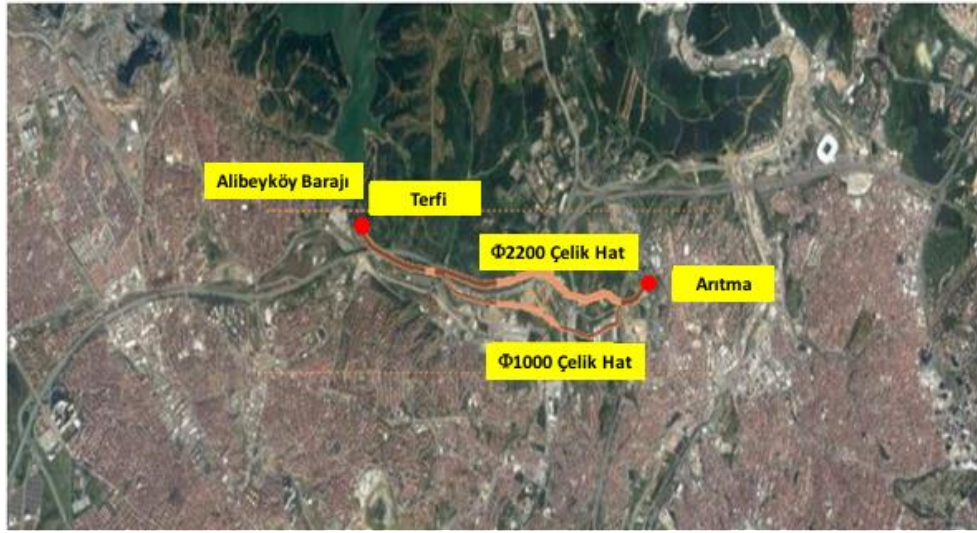 Alibeyköy Barajı
Terfi
Φ2200 Çelik Hat
Arıtma
Φ1000 Çelik Hat